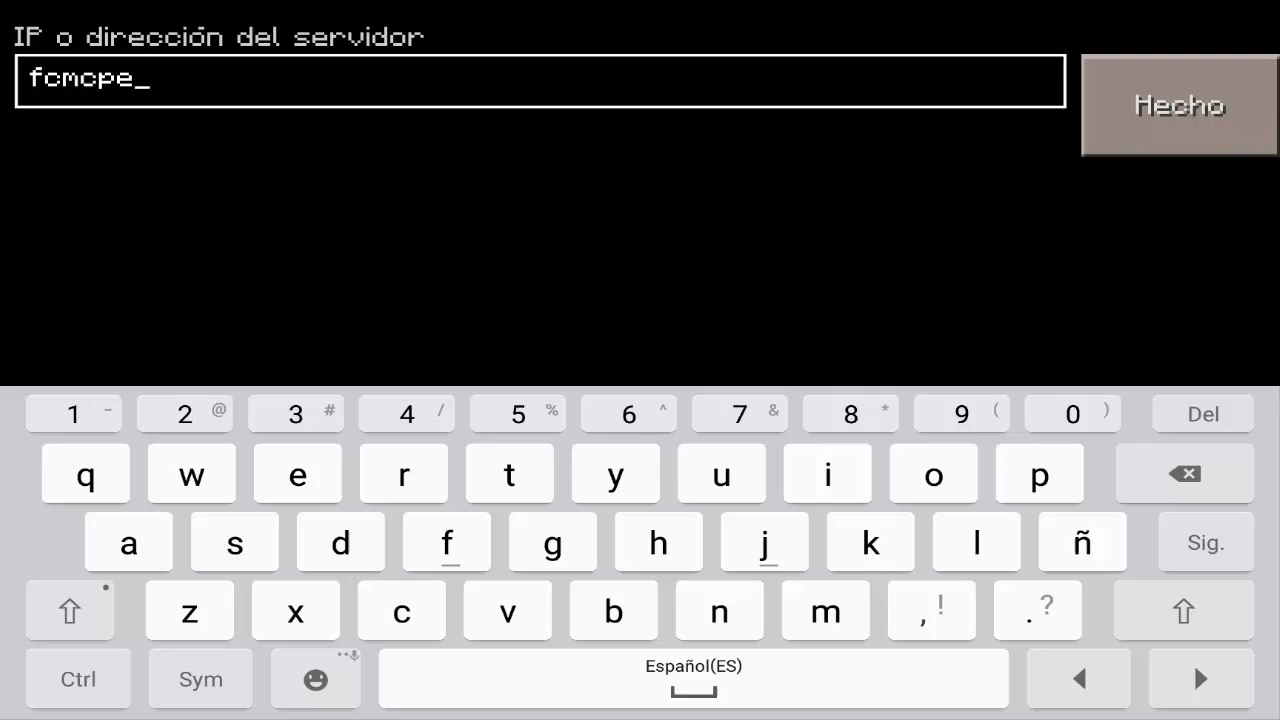 IP o dirección del servidor
fcmcpe_
Hecho
1 - 2 @ 3 # 4 / 5 % 6 ^ 7 & 8 * 9 ( 0 ) Del
q w e r t y u i o p
a s d f g h j k l ñ Sig.
z x c v b n m , ! . ?
Ctrl Sym Español(ES)